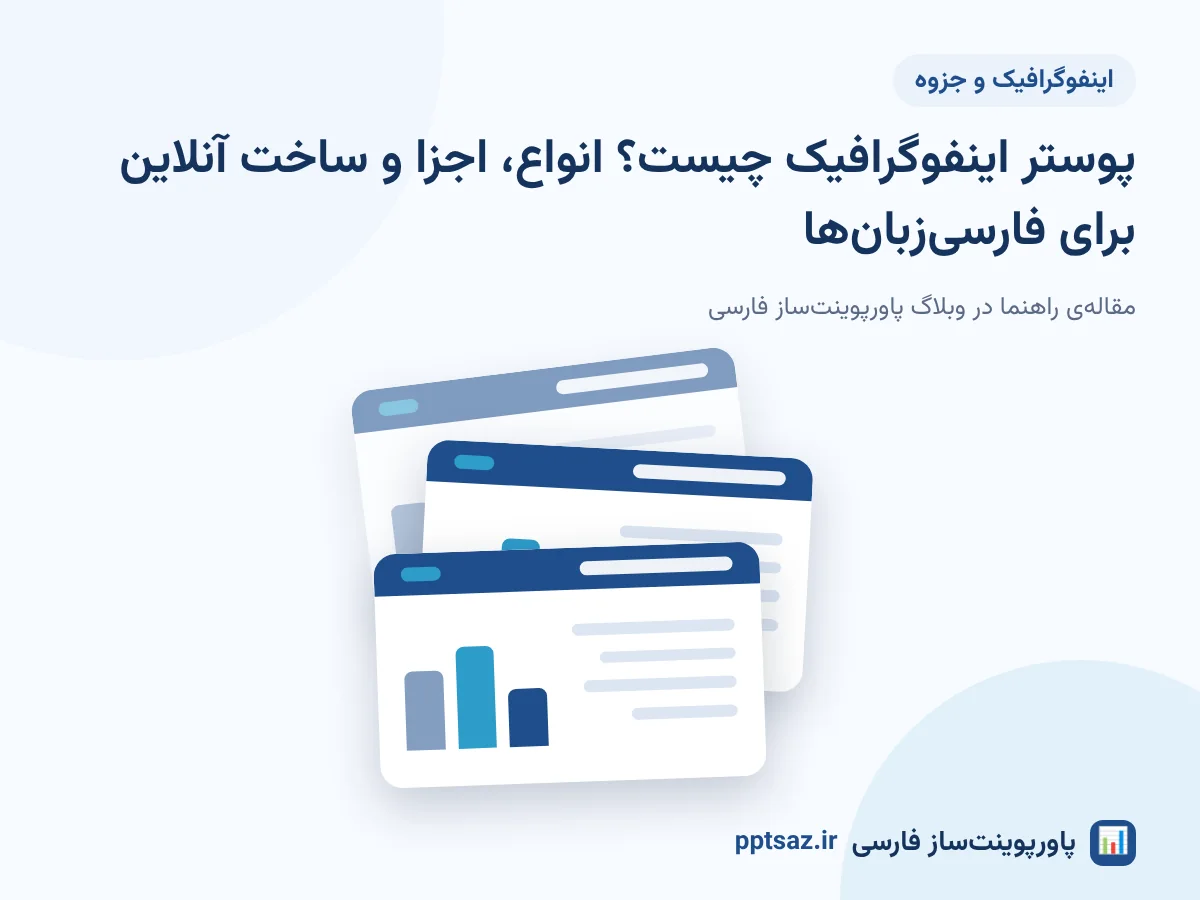 اینفوگرافیک و جزوه
پوستر اینفوگرافیک چیست؟ انواع، اجزا و ساخت آنلاین
برای فارسی‌زبان‌ها
مقاله‌ی راهنما در وبلاگ پاورپوینت‌ساز فارسی
پاورپوینت‌ساز فارسی pptsaz.ir